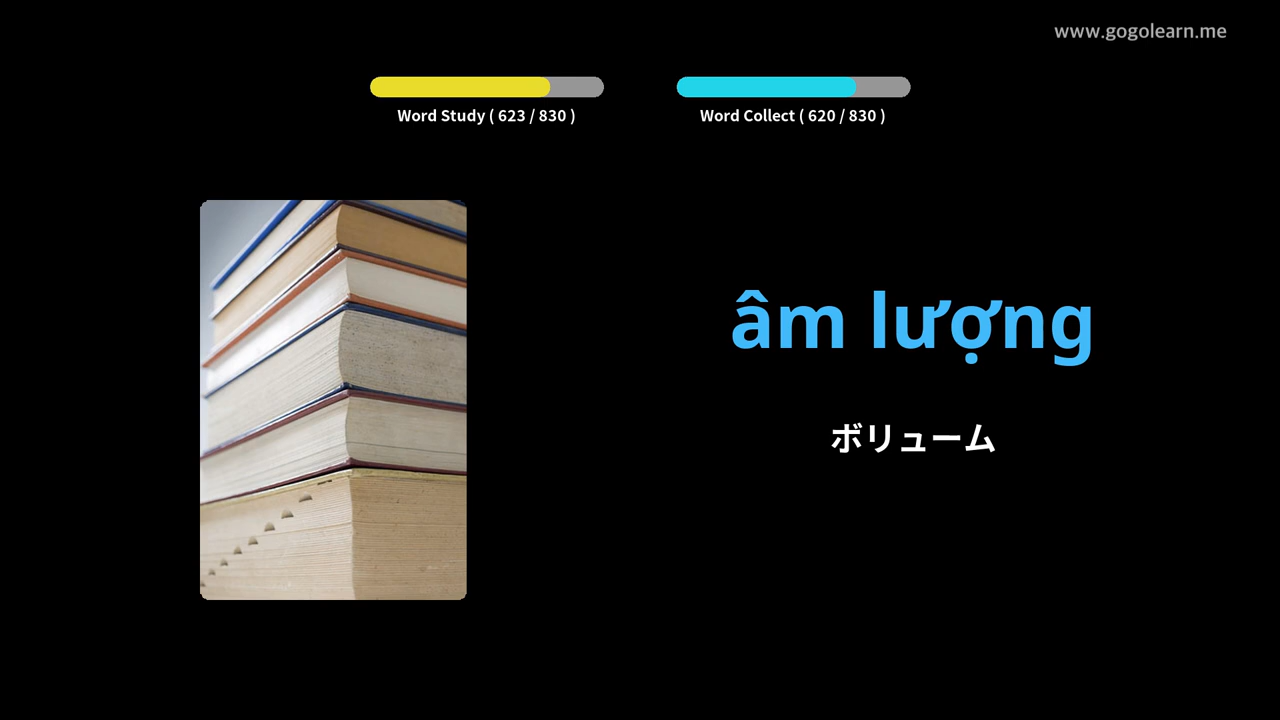 www.gogolearn.me
Word Study ( 623 / 830 )
Word Collect ( 620 / 830 )
âm lượng
ボリューム